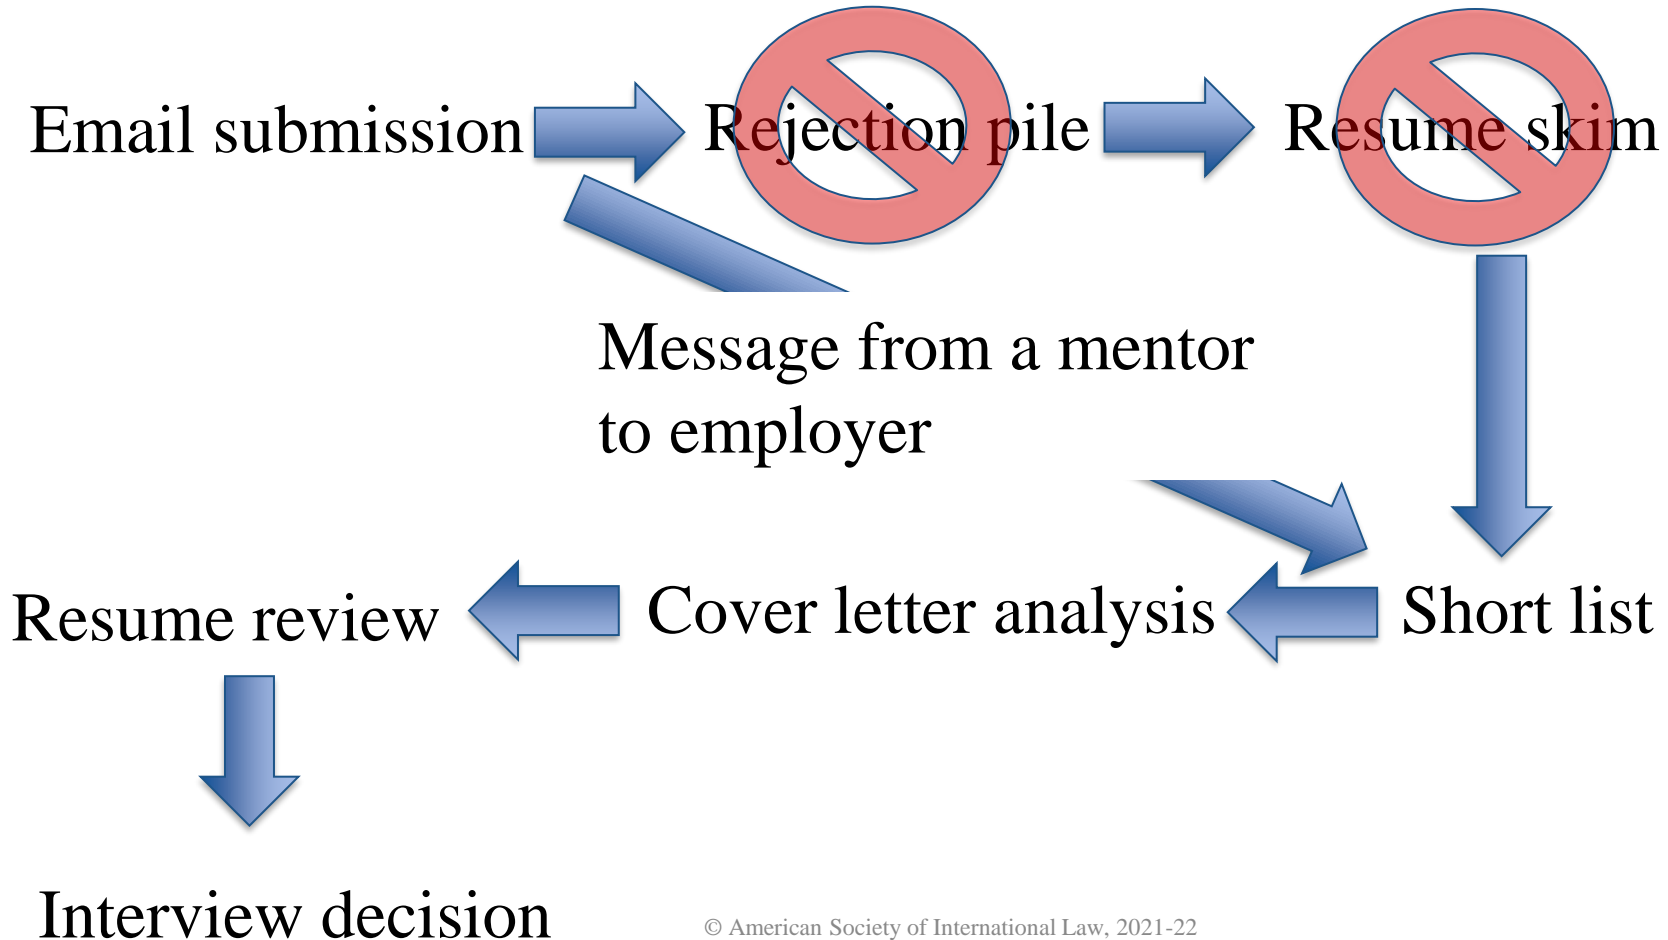 Email submission
Rejection pile
Resume skim
Message from a mentor
to employer
Resume review
Cover letter analysis
Short list
Interview decision
© American Society of International Law, 2021-22